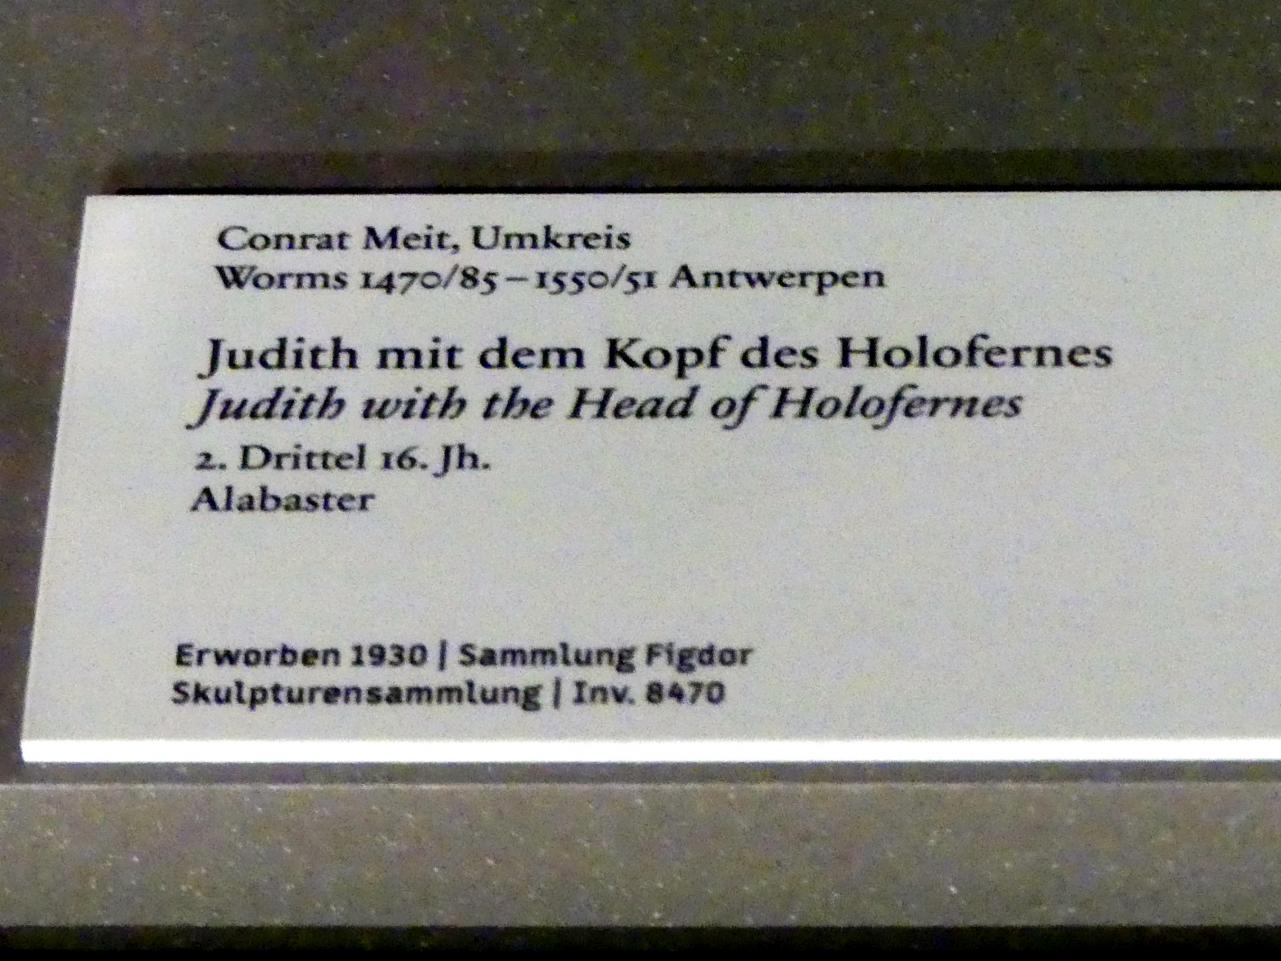 Conrat Meit, Umkreis
Worms 1470/85 – 1550/51 Antwerpen
Judith mit dem Kopf des Holofernes
Judith with the Head of Holofernes
2. Drittel 16. Jh.
Alabaster
Erworben 1930 | Sammlung Figdor
Skulpturensammlung | Inv. 8470